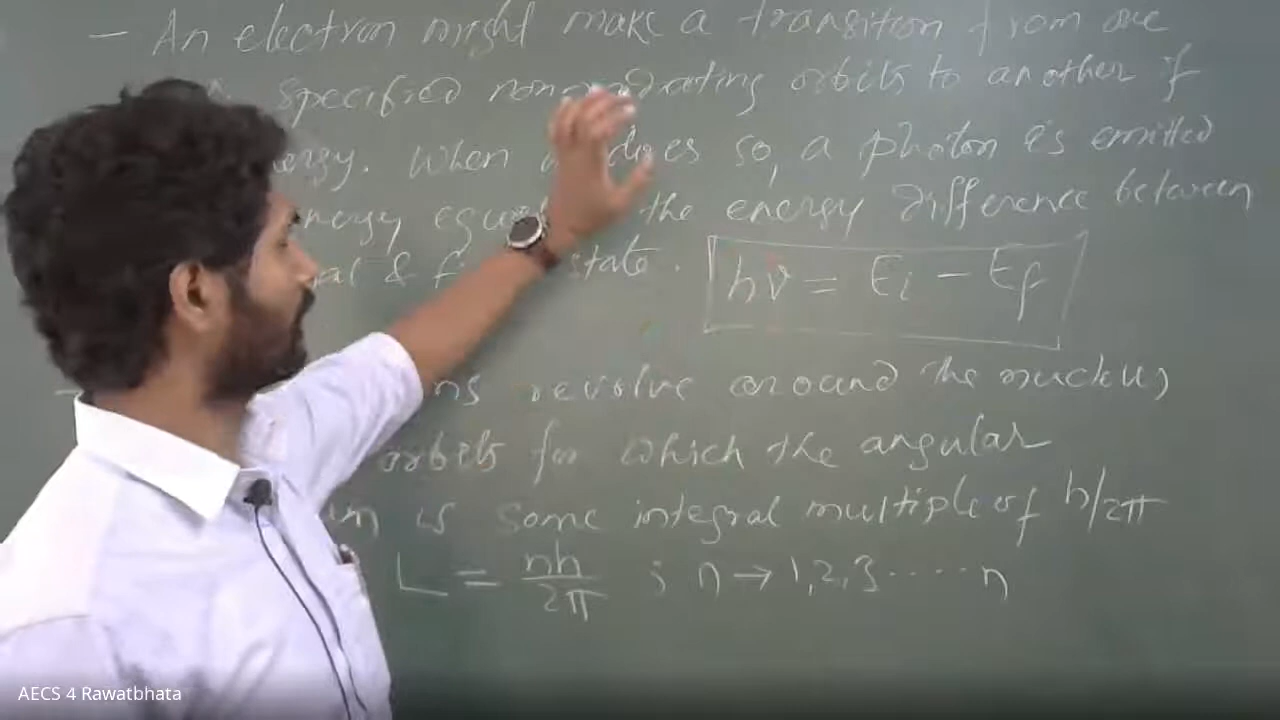 - An electron might make a transition from one
specified non-radiating orbits to another
energy. When does so, a photon is emitted
energy the energy difference between
& state. hν = Ei - Ef
revolve around the nucleus
orbits for which the angular
is some integral multiple of h/2π
L = nh/2π ; n → 1,2,3 ..... n
AECS 4 Rawatbhata